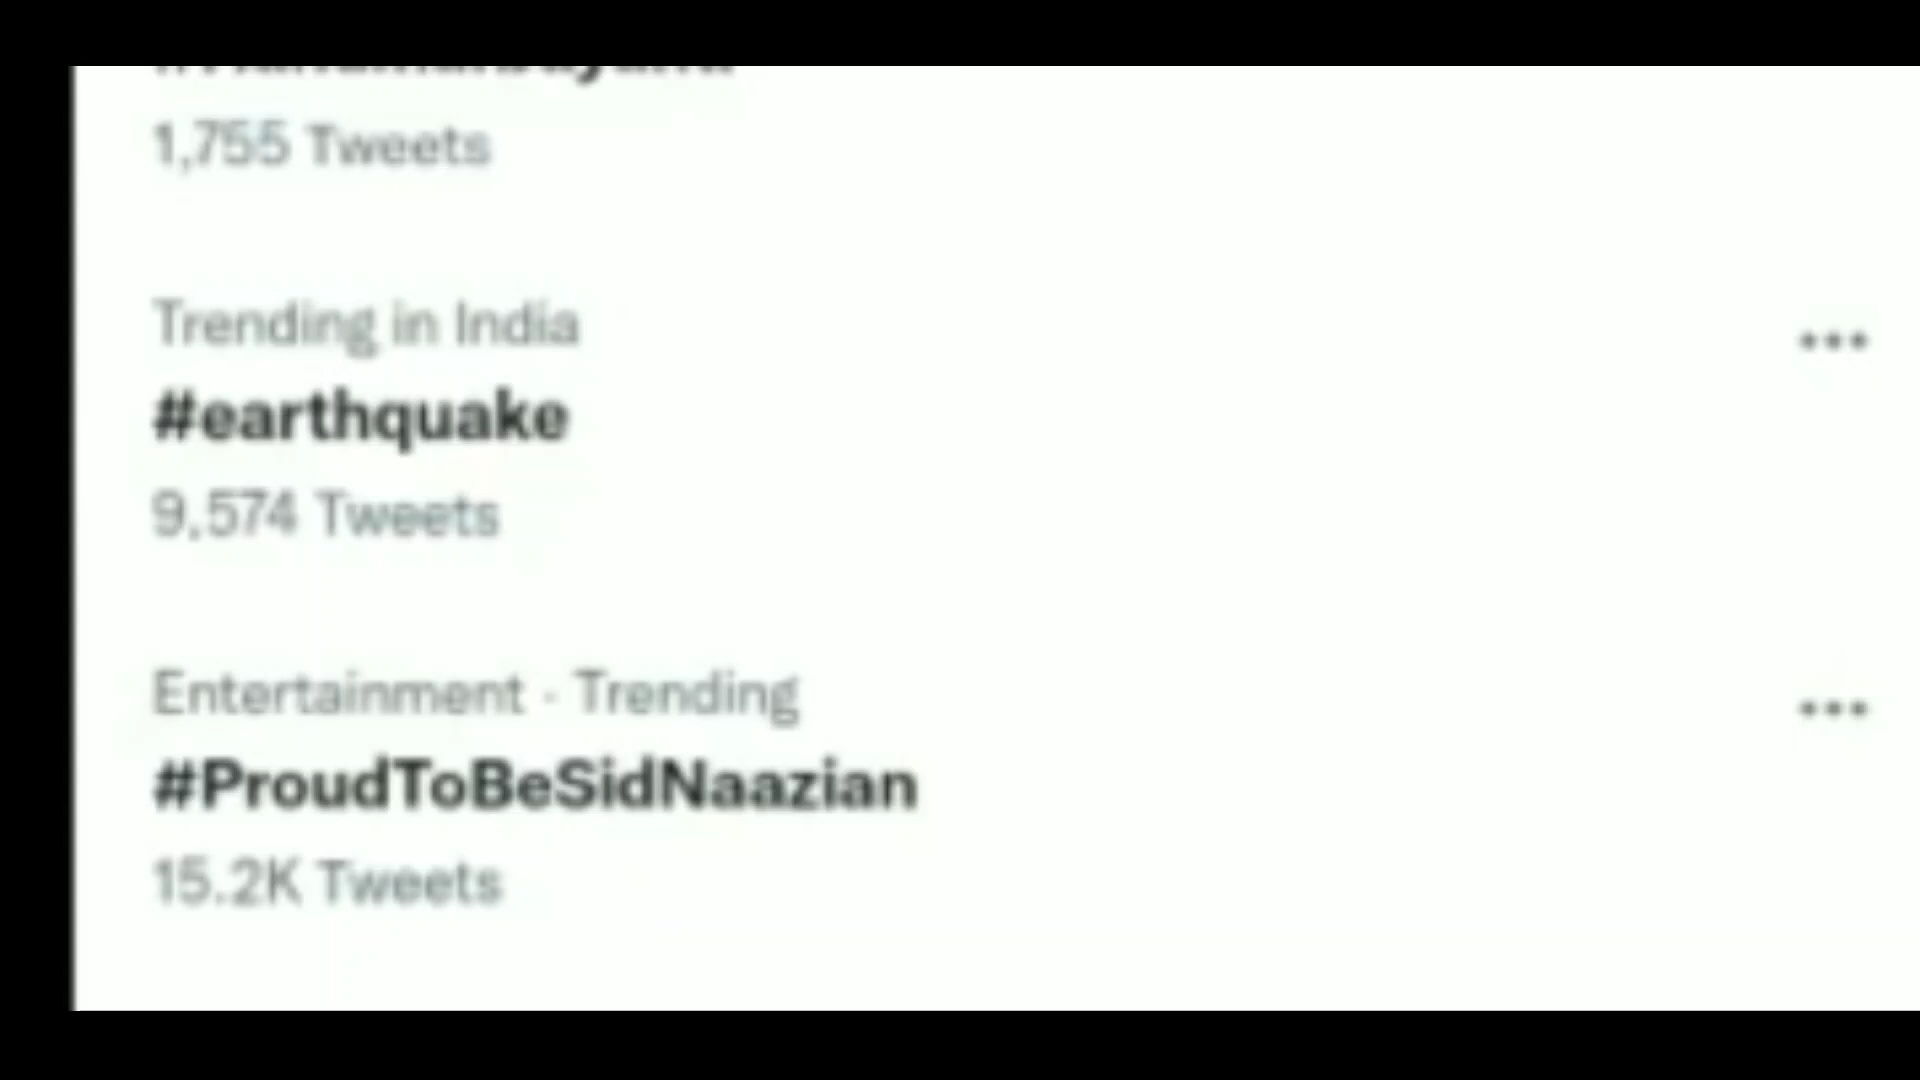 1,755 Tweets
Trending in India
#earthquake
9,574 Tweets
Entertainment · Trending
#ProudToBeSidNaazian
15.2K Tweets